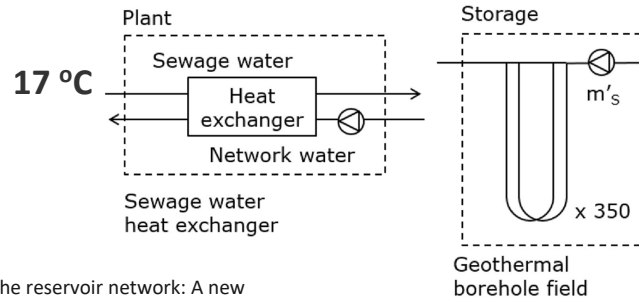 Plant
Storage
Sewage water
17 °C
Heat
exchanger
m's
Network water
x 350
Sewage water
heat exchanger
Geothermal
borehole field
he reservoir network: A new